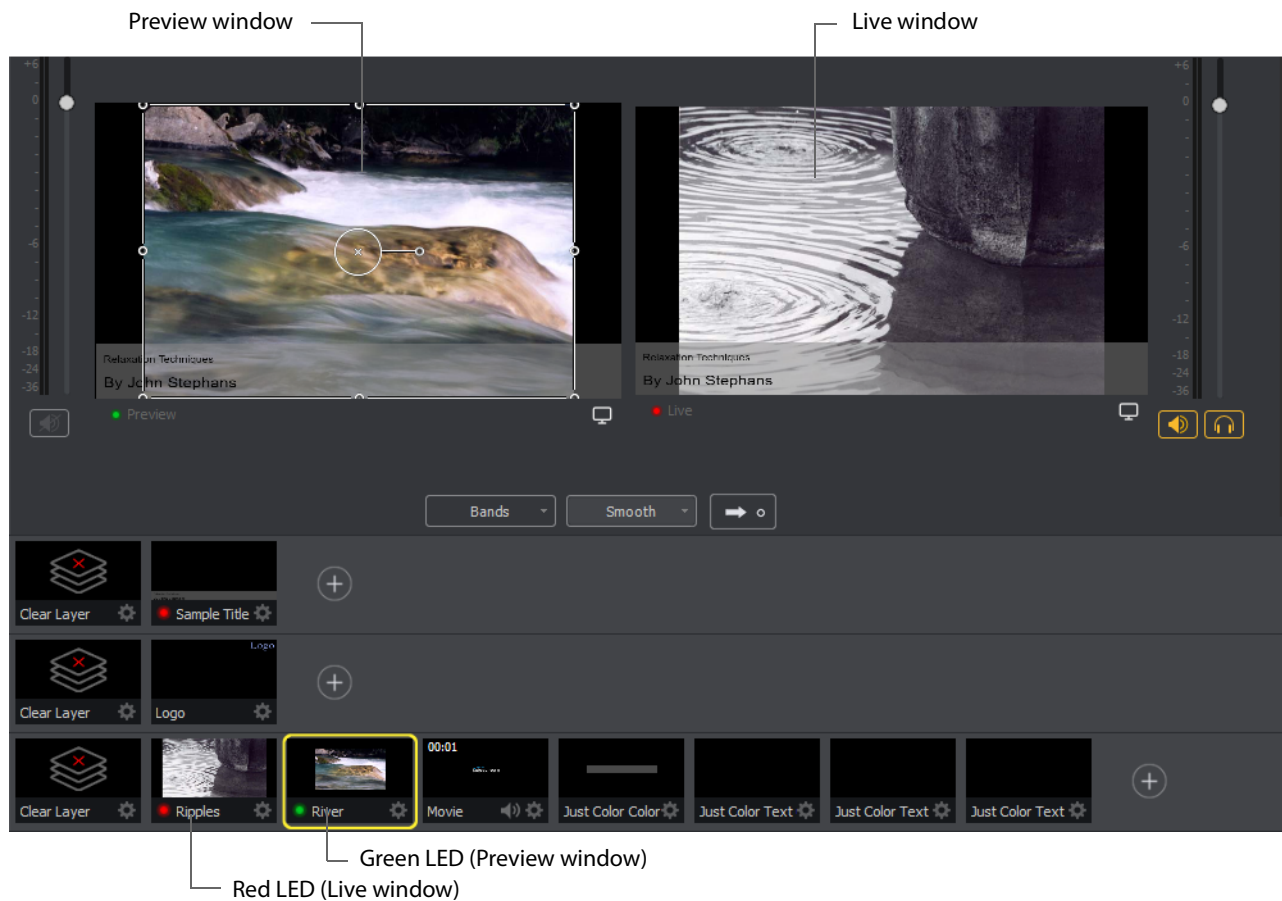 Preview window
Live window
+6
0
-6
-12
-18
-24
-36
+6
0
-6
-12
-18
-24
-36
Relaxation Techniques
By John Stephans
Relaxation Techniques
By John Stephans
Preview
Live
Bands
Smooth
Clear Layer
Sample Title
Logo
Clear Layer
Logo
00:01
Clear Layer
Ripples
River
Movie
Just Color Color
Just Color Text
Just Color Text
Just Color Text
Green LED (Preview window)
Red LED (Live window)